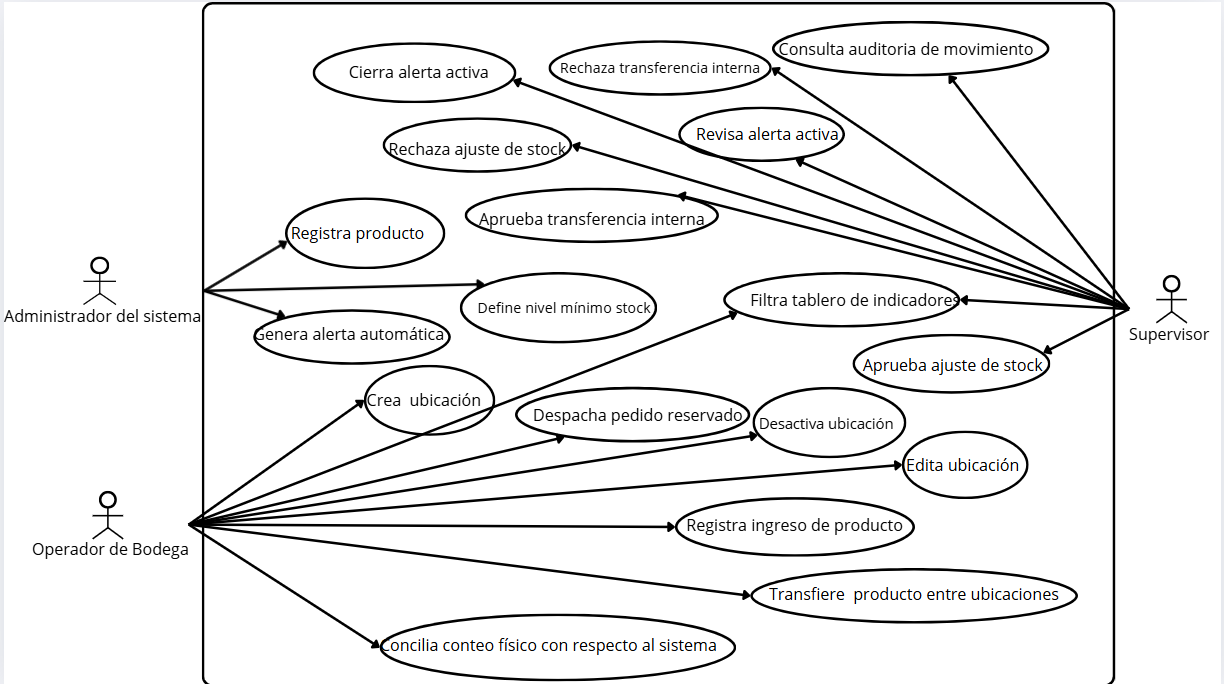 Consulta auditoria de movimiento
Cierra alerta activa
Rechaza transferencia interna
Revisa alerta activa
Rechaza ajuste de stock
Aprueba transferencia interna
Registra producto
Administrador del sistema
Define nivel mínimo stock
Filtra tablero de indicadores
Supervisor
Genera alerta automática
Aprueba ajuste de stock
Crea ubicación
Despacha pedido reservado
Desactiva ubicación
Edita ubicación
Operador de Bodega
Registra ingreso de producto
Transfiere producto entre ubicaciones
Concilia conteo físico con respecto al sistema